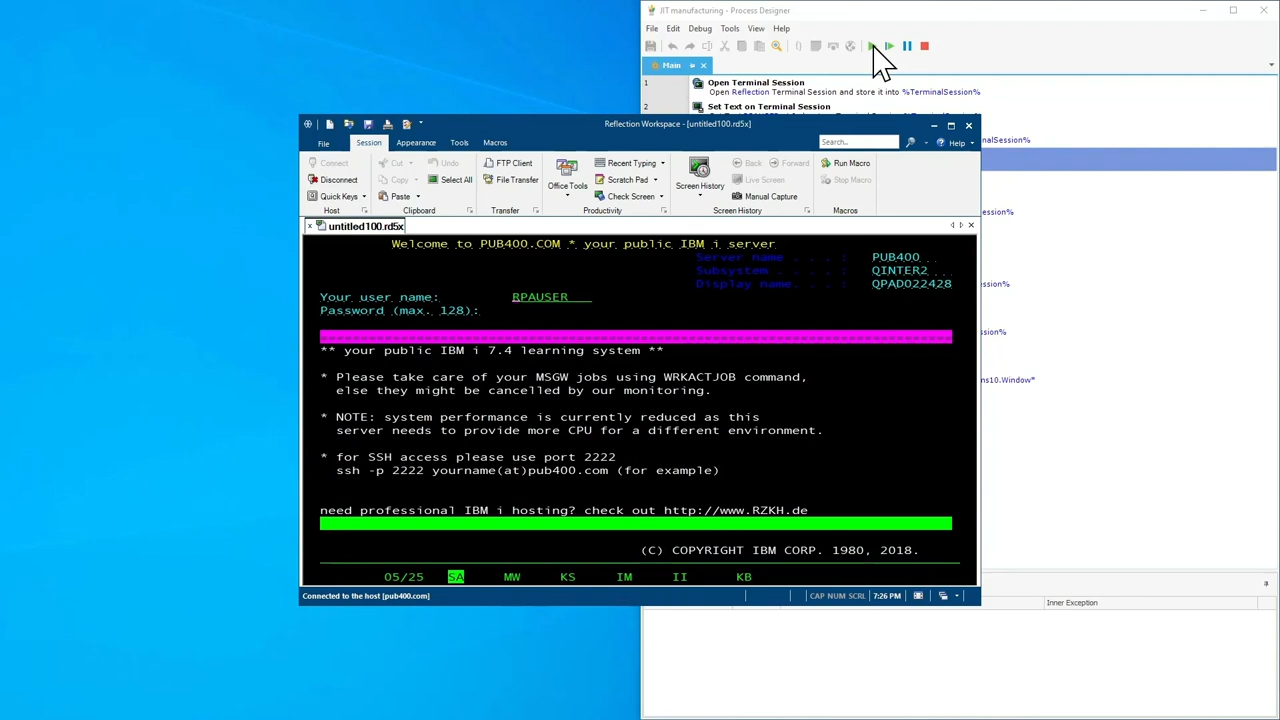 JIT manufacturing - Process Designer
File Edit Debug Tools View Help
Main
1 Open Terminal Session
Open Reflection Terminal Session and store it into %TerminalSession%
2 Set Text on Terminal Session
Reflection Workspace - [untitled100.rd5x]
File Session Appearance Tools Macros Search.. Help
Connect Cut Undo FTP Client Recent Typing Back Forward Run Macro
Disconnect Copy Select All File Transfer Office Tools Scratch Pad Screen History Live Screen Stop Macro
Quick Keys Paste Check Screen Manual Capture
Host Clipboard Transfer Productivity Screen History Macros
untitled100.rd5x
Welcome to PUB400.COM * your public IBM i server
Server name . . . : PUB400
Subsystem . . . . . : QINTER2
Display name. . . . : QPAD022428
Your user name: RPAUSER
Password (max. 128):
** your public IBM i 7.4 learning system **
* Please take care of your MSGW jobs using WRKACTJOB command,
else they might be cancelled by our monitoring.
* NOTE: system performance is currently reduced as this
server needs to provide more CPU for a different environment.
* for SSH access please use port 2222
ssh -p 2222 yourname(at)pub400.com (for example)
need professional IBM i hosting? check out http://www.RZKH.de
(C) COPYRIGHT IBM CORP. 1980, 2018.
05/25 SA MW KS IM II KB
Connected to the host [pub400.com] CAP NUM SCRL 7:26 PM
nalSession%
ession%
sion%
ssion%
ns10.Window"
Inner Exception